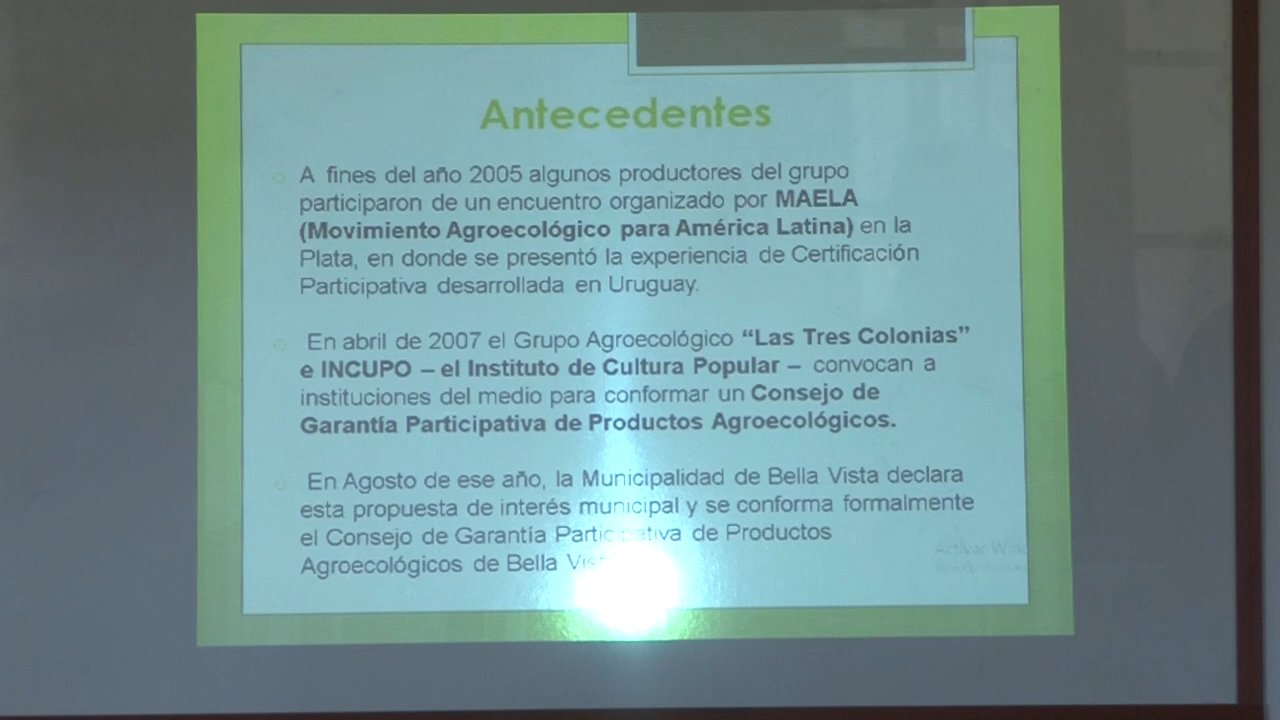 Antecedentes
A fines del año 2005 algunos productores del grupo
participaron de un encuentro organizado por MAELA
(Movimiento Agroecológico para América Latina) en la
Plata, en donde se presentó la experiencia de Certificación
Participativa desarrollada en Uruguay.
En abril de 2007 el Grupo Agroecológico “Las Tres Colonias”
e INCUPO – el Instituto de Cultura Popular – convocan a
instituciones del medio para conformar un Consejo de
Garantía Participativa de Productos Agroecológicos.
En Agosto de ese año, la Municipalidad de Bella Vista declara
esta propuesta de interés municipal y se conforma formalmente
el Consejo de Garantía Participativa de Productos
Agroecológicos de Bella
Activar